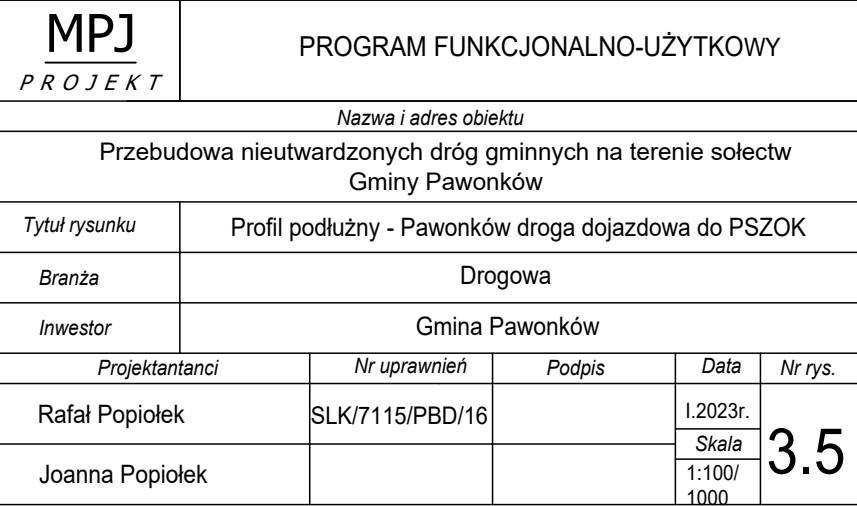 MPJ
PROJEKT
PROGRAM FUNKCJONALNO-UŻYTKOWY
Nazwa i adres obiektu
Przebudowa nieutwardzonych dróg gminnych na terenie sołectw
Gminy Pawonków
Tytuł rysunku
Profil podłużny - Pawonków droga dojazdowa do PSZOK
Branża
Drogowa
Inwestor
Gmina Pawonków
Projektantanci
Nr uprawnień
Podpis
Data
Nr rys.
Rafał Popiołek
SLK/7115/PBD/16
I.2023r.
Skala
3.5
Joanna Popiołek
1:100/
1000